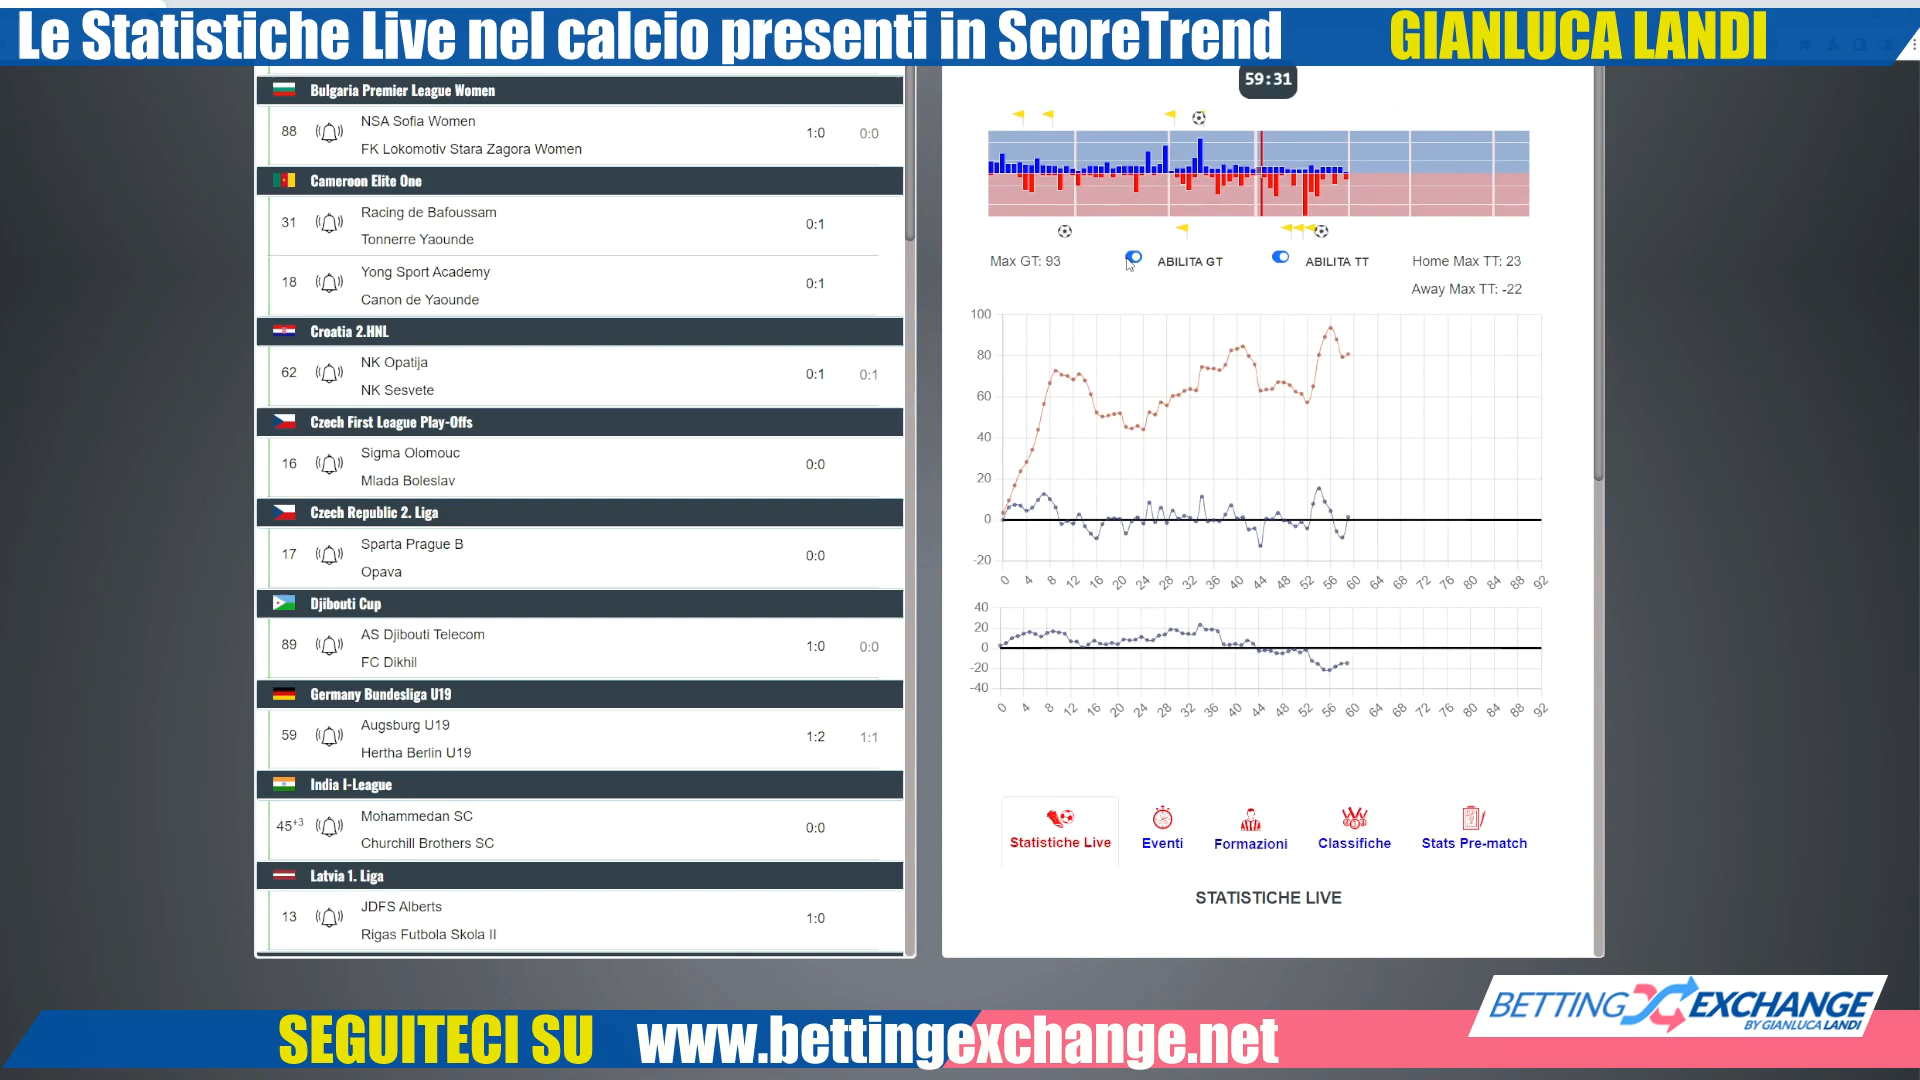 Le Statistiche Live nel calcio presenti in ScoreTrend GIANLUCA LANDI
Bulgaria Premier League Women
88 NSA Sofia Women 1:0 0:0
FK Lokomotiv Stara Zagora Women
Cameroon Elite One
31 Racing de Bafoussam 0:1
Tonnerre Yaounde
18 Yong Sport Academy 0:1
Canon de Yaounde
Croatia 2.HNL
62 NK Opatija 0:1 0:1
NK Sesvete
Czech First League Play-Offs
16 Sigma Olomouc 0:0
Mlada Boleslav
Czech Republic 2. Liga
17 Sparta Prague B 0:0
Opava
Djibouti Cup
89 AS Djibouti Telecom 1:0 0:0
FC Dikhil
Germany Bundesliga U19
59 Augsburg U19 1:2 1:1
Hertha Berlin U19
India I-League
45+3 Mohammedan SC 0:0
Churchill Brothers SC
Latvia 1. Liga
13 JDFS Alberts 1:0
Rigas Futbola Skola II
59:31
Max GT: 93 ABILITA GT ABILITA TT Home Max TT: 23
Away Max TT: -22
100
80
60
40
20
0
-20
0 4 8 12 16 20 24 28 32 36 40 44 48 52 56 60 64 68 72 76 80 84 88 92
40
20
0
-20
-40
0 4 8 12 16 20 24 28 32 36 40 44 48 52 56 60 64 68 72 76 80 84 88 92
Statistiche Live Eventi Formazioni Classifiche Stats Pre-match
STATISTICHE LIVE
SEGUITECI SU www.bettingexchange.net
BETTING EXCHANGE
BY GIANLUCA LANDI